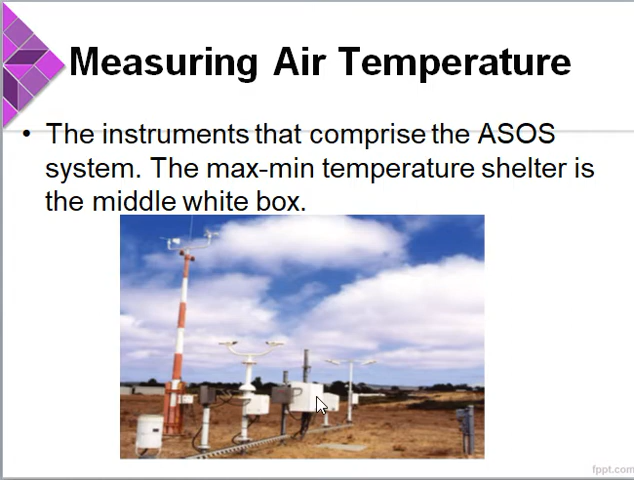 Measuring Air Temperature
• The instruments that comprise the ASOS
system. The max-min temperature shelter is
the middle white box.
fppt.com